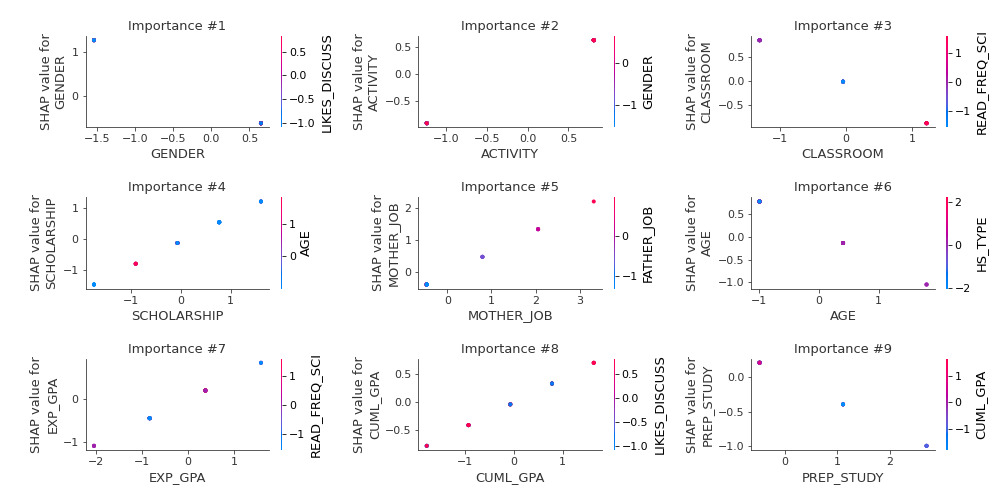 Importance #1
Importance #2
Importance #3
SHAP value for
GENDER
1
0
−1.5
−1.0
−0.5
0.0
0.5
GENDER
0.5
0.0
−0.5
−1.0
LIKES_DISCUSS
SHAP value for
ACTIVITY
0.5
0.0
−0.5
−1.0
−0.5
0.0
0.5
ACTIVITY
0
−1
GENDER
SHAP value for
CLASSROOM
0.5
0.0
−0.5
−1
0
1
CLASSROOM
1
0
−1
READ_FREQ_SCI
Importance #4
Importance #5
Importance #6
SHAP value for
SCHOLARSHIP
1
0
−1
−1
0
1
SCHOLARSHIP
1
0
AGE
SHAP value for
MOTHER_JOB
2
1
0
0
1
2
3
MOTHER_JOB
0
−1
FATHER_JOB
SHAP value for
AGE
0.5
0.0
−0.5
−1.0
−1
0
1
AGE
2
0
−2
HS_TYPE
Importance #7
Importance #8
Importance #9
SHAP value for
EXP_GPA
0
−1
−2
−1
0
1
EXP_GPA
1
0
−1
READ_FREQ_SCI
SHAP value for
CUML_GPA
0.5
0.0
−0.5
−1
0
1
CUML_GPA
0.5
0.0
−0.5
−1.0
LIKES_DISCUSS
SHAP value for
PREP_STUDY
0.0
−0.5
−1.0
0
1
2
PREP_STUDY
1
0
−1
CUML_GPA